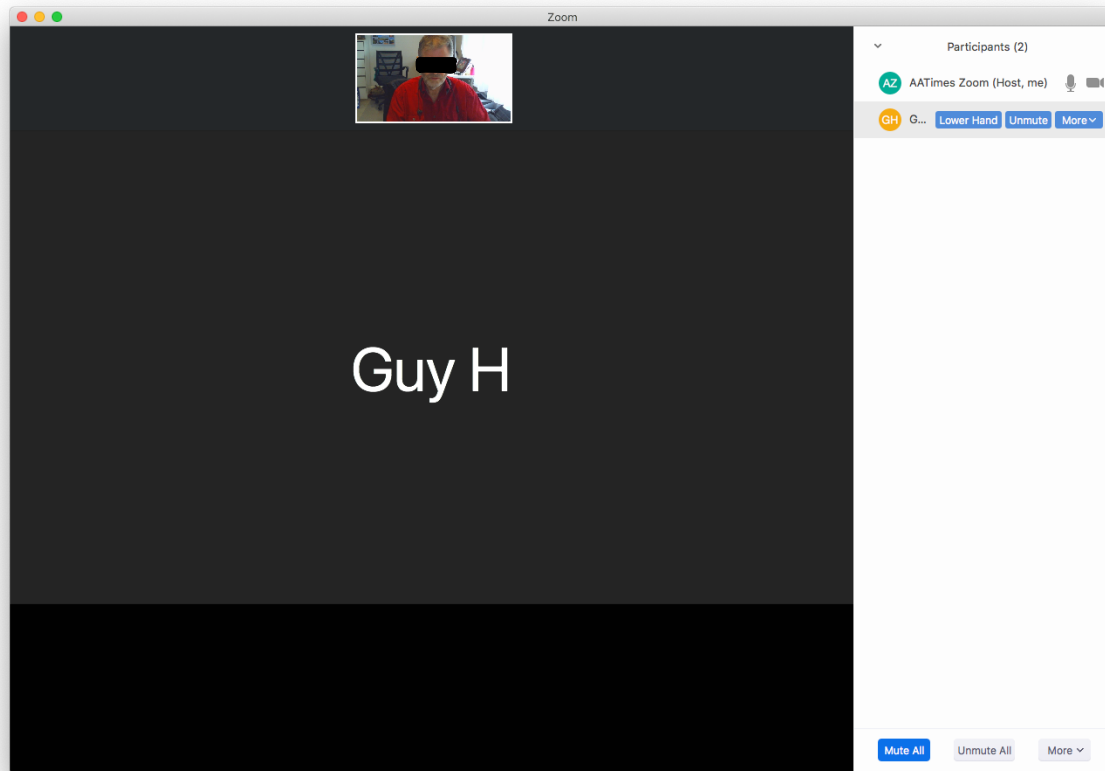 Zoom
Participants (2)
AZ AATimes Zoom (Host, me)
GH G... Lower Hand Unmute More
Guy H
Mute All Unmute All More